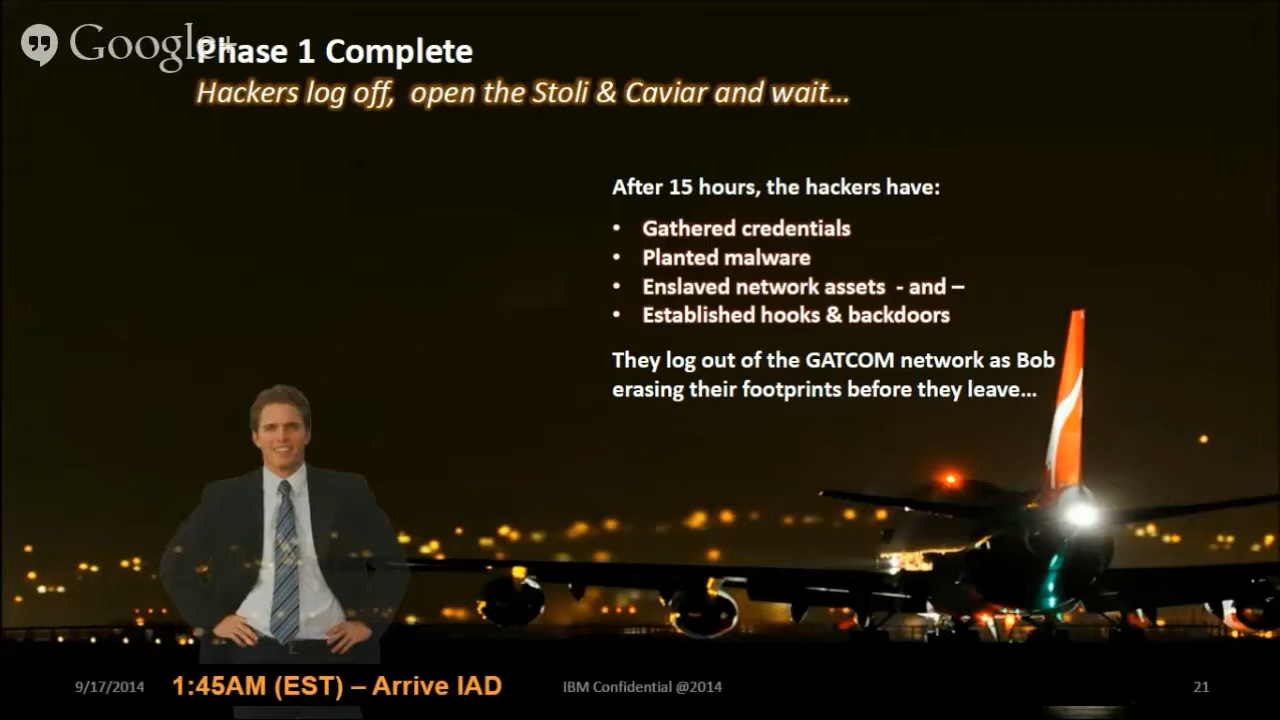 Google+
Phase 1 Complete
Hackers log off, open the Stoli & Caviar and wait...
After 15 hours, the hackers have:
• Gathered credentials
• Planted malware
• Enslaved network assets - and –
• Established hooks & backdoors
They log out of the GATCOM network as Bob
erasing their footprints before they leave...
9/17/2014
1:45AM (EST) – Arrive IAD
IBM Confidential @2014
21